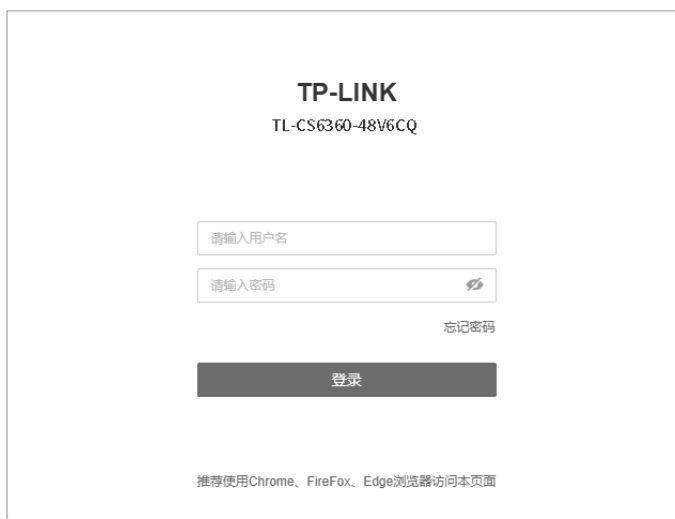 TP-LINK
TL-CS6360-48V6CQ
请输入用户名
请输入密码
忘记密码
登录
推荐使用Chrome、FireFox、Edge浏览器访问本页面